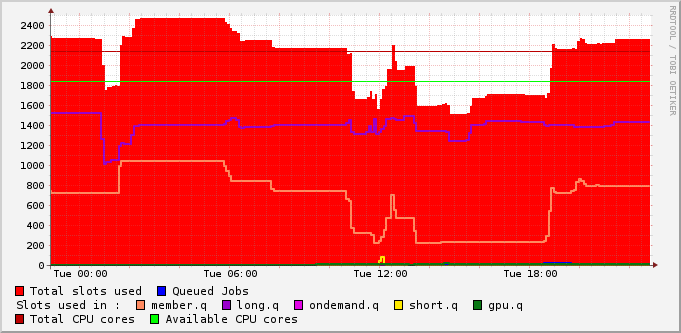 RRDTOOL / TOBI OETIKER
2400
2200
2000
1800
1600
1400
1200
1000
800
600
400
200
0
Tue 00:00 Tue 06:00 Tue 12:00 Tue 18:00
Total slots used Queued Jobs
Slots used in : member.q long.q ondemand.q short.q gpu.q
Total CPU cores Available CPU cores